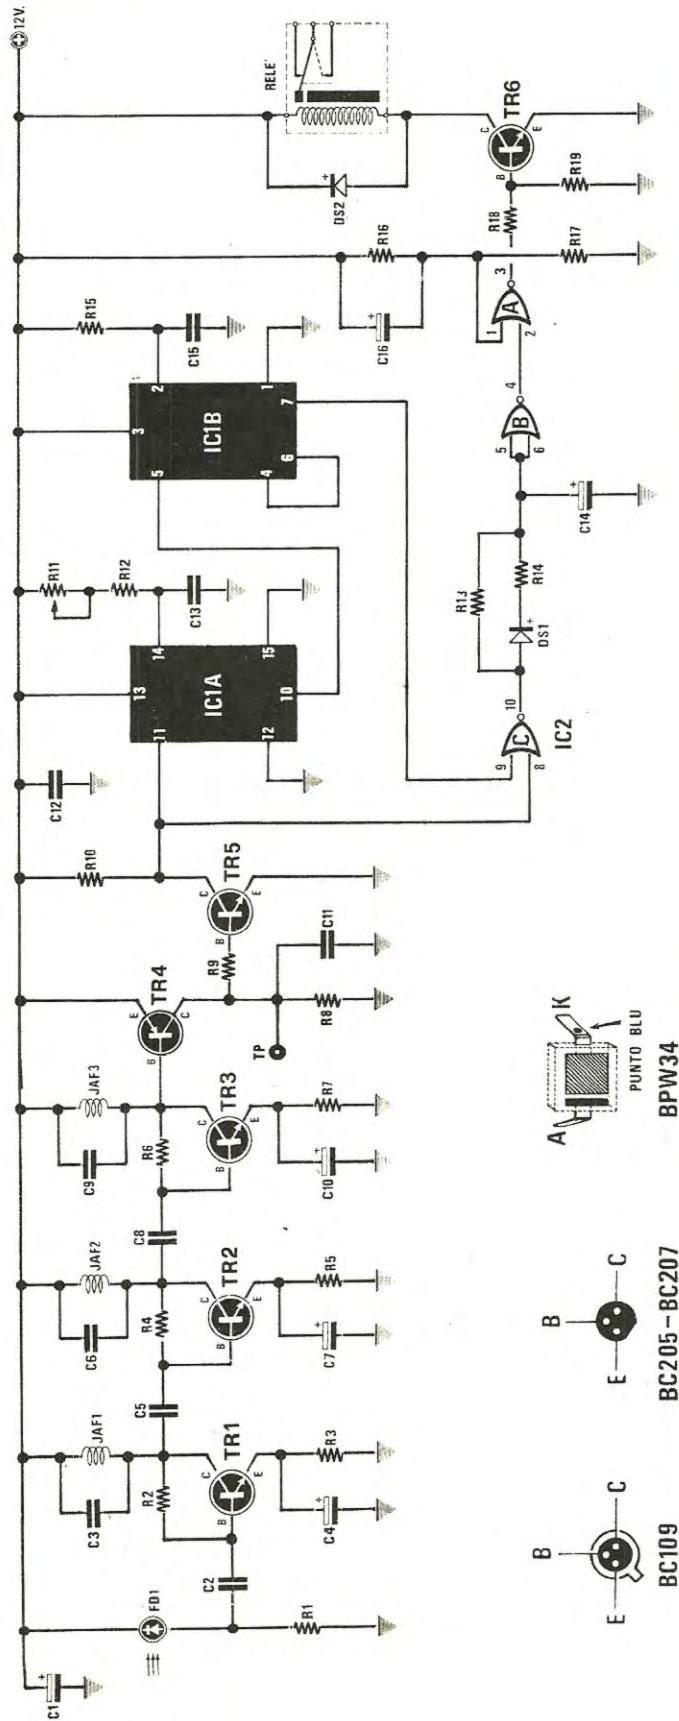 12V.
C1
FD1
R1
C2
C3
JAF1
R2
B
C
E
TR1
C4
R3
C5
C6
JAF2
R4
B
C
E
TR2
C7
R5
C8
C9
JAF3
R6
B
C
E
TR3
C10
R7
TR4
E
B
C
TP
R8
R9
C11
B
C
E
TR5
R10
C12
11
13
14
12
15
10
IC1A
R11
R12
C13
5
3
2
4
6
1
7
IC1B
R15
C15
9
8
C
10
IC2
R13
DS1
R14
C14
5
6
B
4
1
2
A
3
C16
R16
R17
R18
R19
B
C
E
TR6
DS2
RELE'
B
E
C
BC109
B
E
C
BC205-BC207
A
K
PUNTO BLU
BPW34